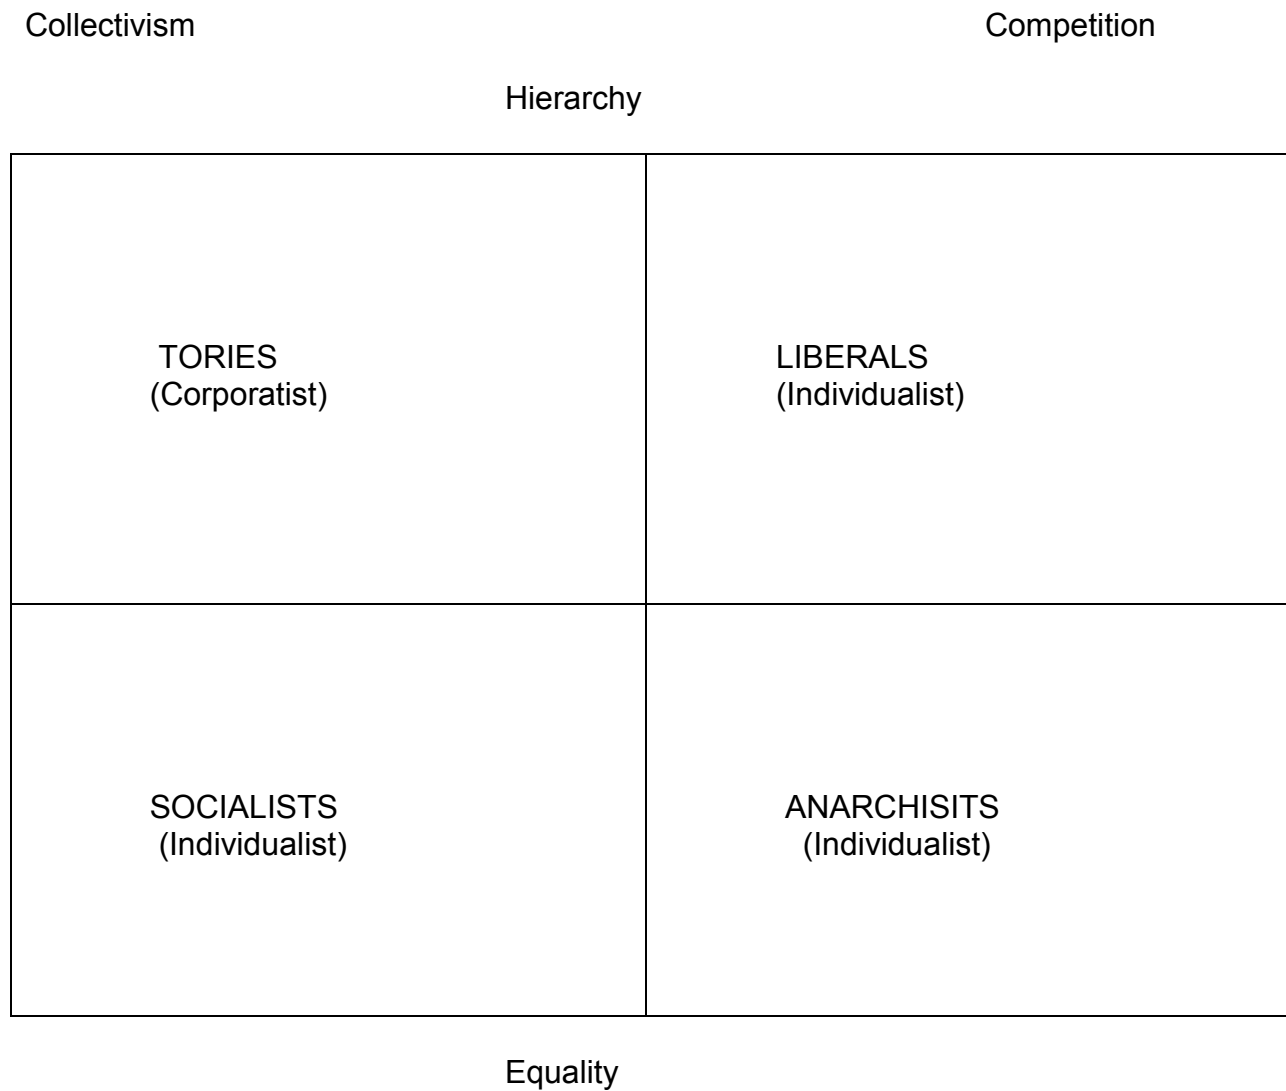 Collectivism Competition
Hierarchy
TORIES
(Corporatist)
LIBERALS
(Individualist)
SOCIALISTS
(Individualist)
ANARCHISITS
(Individualist)
Equality